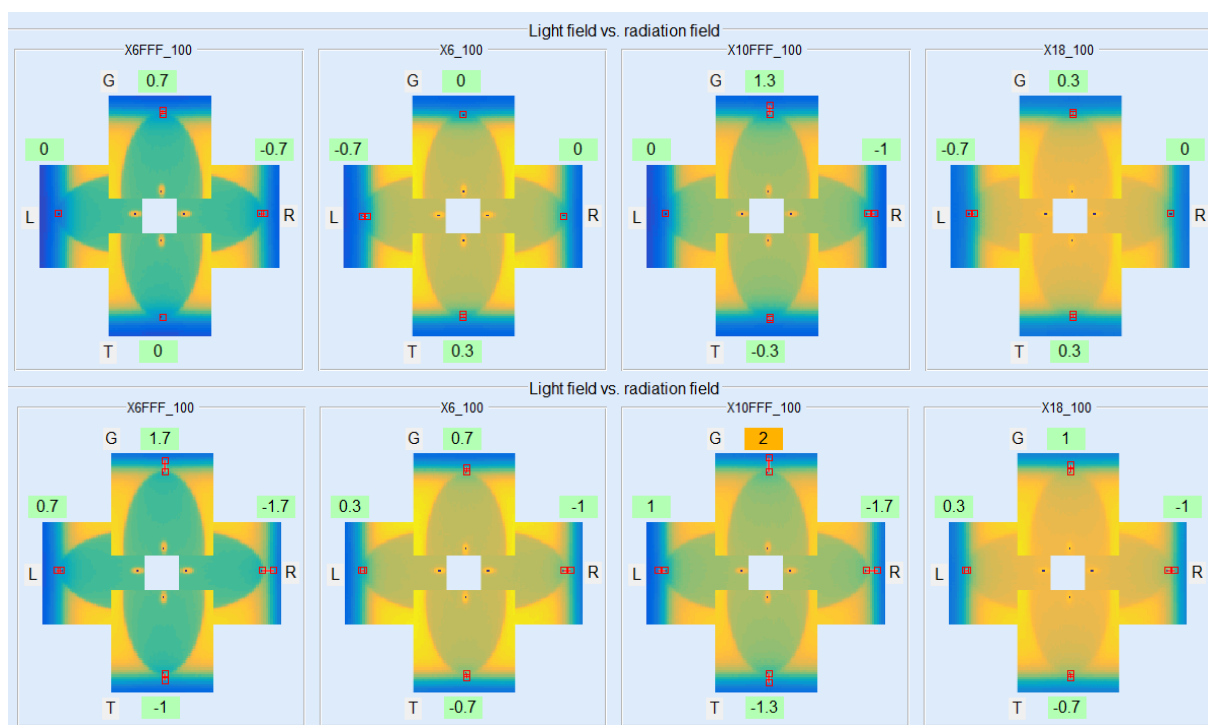 Light field vs. radiation field
X6FFF_100 X6_100 X10FFF_100 X18_100
G 0.7 G 0 G 1.3 G 0.3
0 -0.7 -0.7 0 0 -1 -0.7 0
L R L R L R L R
T 0 T 0.3 T -0.3 T 0.3
Light field vs. radiation field
X6FFF_100 X6_100 X10FFF_100 X18_100
G 1.7 G 0.7 G 2 G 1
0.7 -1.7 0.3 -1 1 -1.7 0.3 -1
L R L R L R L R
T -1 T -0.7 T -1.3 T -0.7